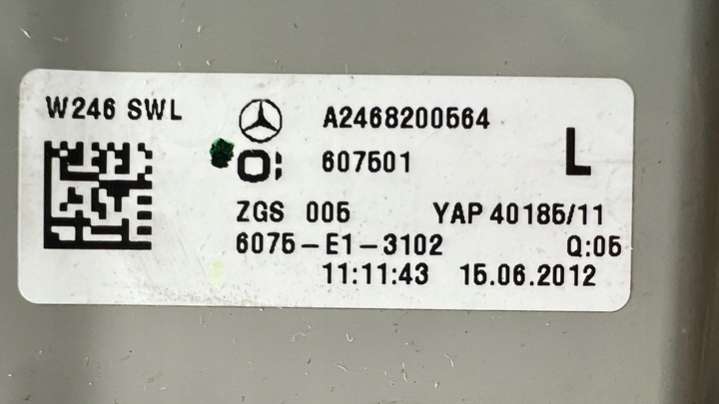 W246 SWL
A2468200564
607501
L
ZGS 005 YAP 40185/11
6075-E1-3102 Q:05
11:11:43 15.06.2012